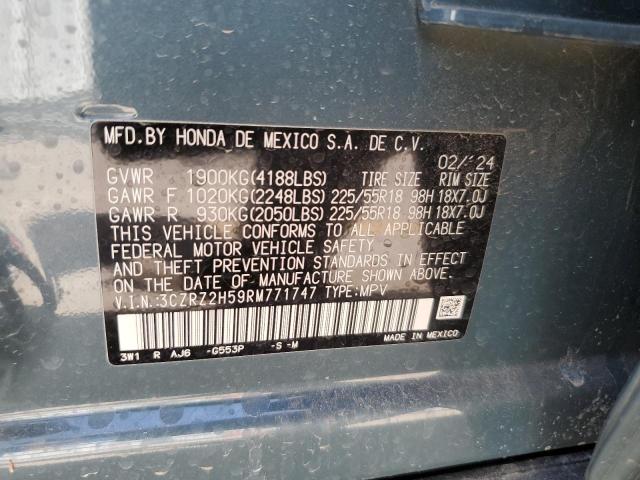 MFD.BY HONDA DE MEXICO S.A. DE C.V.
02/24
GVWR 1900KG(4188LBS) TIRE SIZE RIM SIZE
GAWR F 1020KG(2248LBS) 225/55R18 98H 18X7.0J
GAWR R 930KG(2050LBS) 225/55R18 98H 18X7.0J
THIS VEHICLE CONFORMS TO ALL APPLICABLE
FEDERAL MOTOR VEHICLE SAFETY
AND THEFT PREVENTION STANDARDS IN EFFECT
ON THE DATE OF MANUFACTURE SHOWN ABOVE.
V.I.N.:3CZRZ2H59RM771747 TYPE:MPV
3W1 R AJ6 -G553P -S-M MADE IN MEXICO